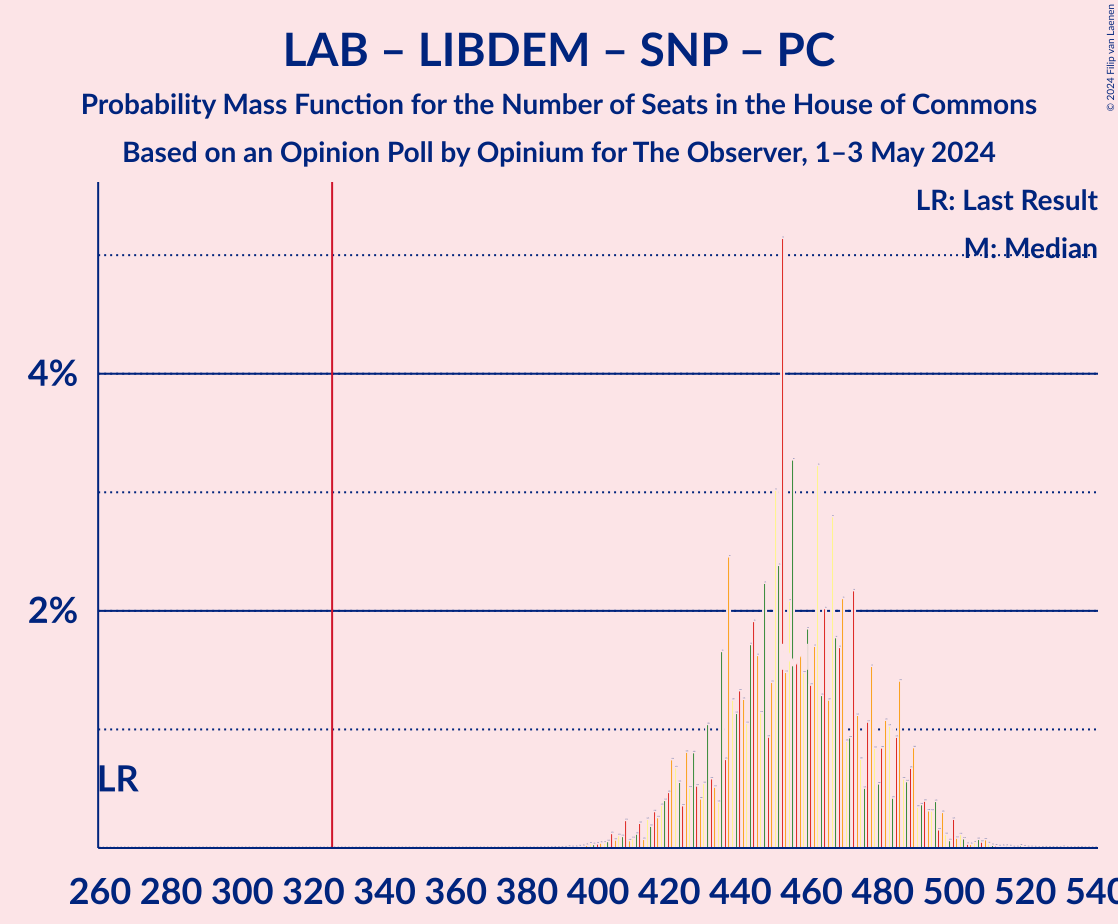 LAB – LIBDEM – SNP – PC
Probability Mass Function for the Number of Seats in the House of Commons
Based on an Opinion Poll by Opinium for The Observer, 1–3 May 2024
© 2024 Filip van Laenen
LR: Last Result
M: Median
4%
2%
LR
260 280 300 320 340 360 380 400 420 440 460 480 500 520 540